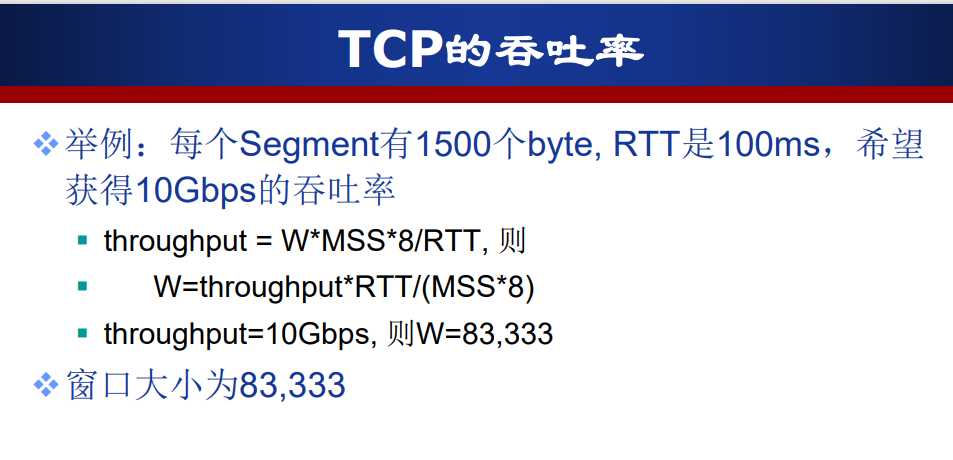 TCP的吞吐率
举例：每个Segment有1500个byte, RTT是100ms，希望
获得10Gbps的吞吐率
throughput = W*MSS*8/RTT, 则
W=throughput*RTT/(MSS*8)
throughput=10Gbps, 则W=83,333
窗口大小为83,333